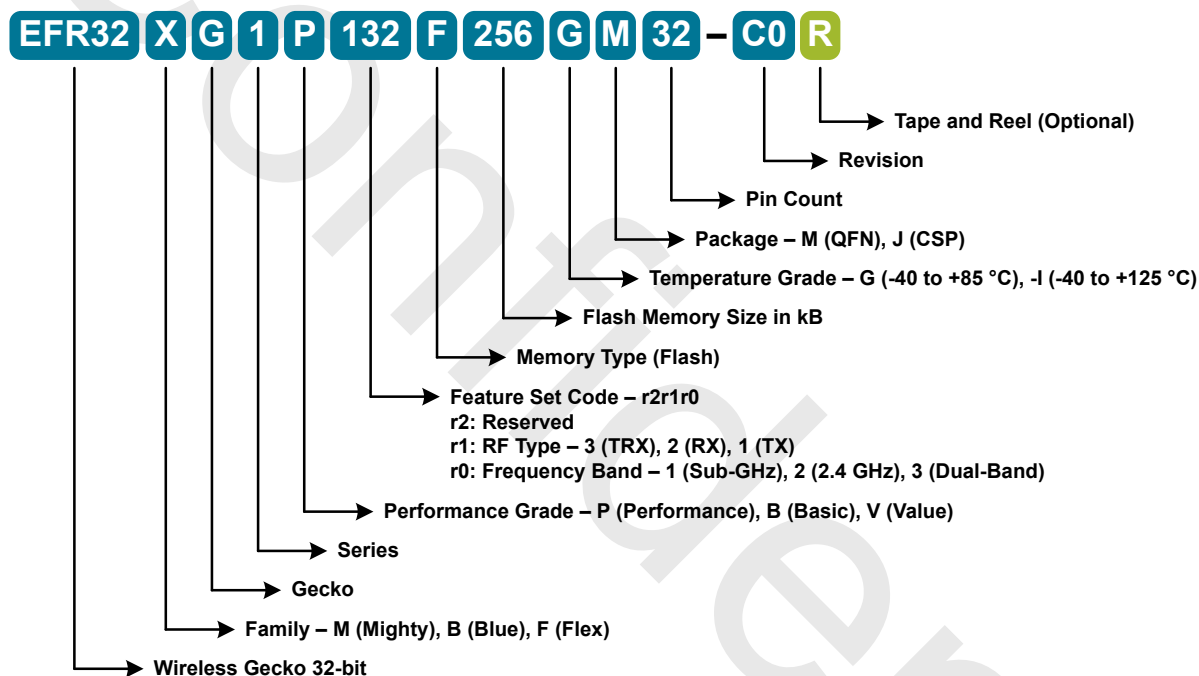 EFR32 X G 1 P 132 F 256 G M 32 – C0 R
Tape and Reel (Optional)
Revision
Pin Count
Package – M (QFN), J (CSP)
Temperature Grade – G (-40 to +85 °C), -I (-40 to +125 °C)
Flash Memory Size in kB
Memory Type (Flash)
Feature Set Code – r2r1r0
r2: Reserved
r1: RF Type – 3 (TRX), 2 (RX), 1 (TX)
r0: Frequency Band – 1 (Sub-GHz), 2 (2.4 GHz), 3 (Dual-Band)
Performance Grade – P (Performance), B (Basic), V (Value)
Series
Gecko
Family – M (Mighty), B (Blue), F (Flex)
Wireless Gecko 32-bit
Confiden